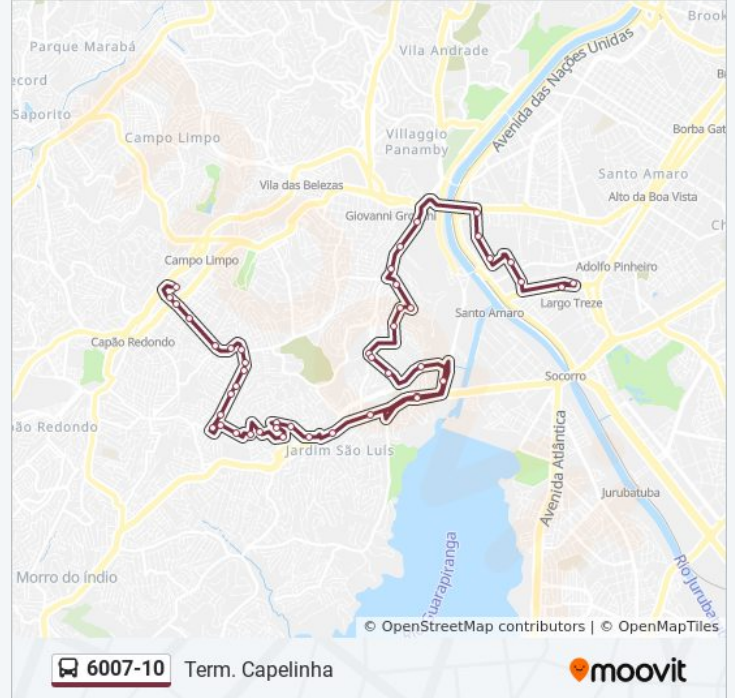 Brook
Parque Marabá
Vila Andrade
Avenida das Nações Unidas
ecord
Saporito
Campo Limpo
Villaggio
Panamby
Borba Gat
Santo Amaro
Vila das Belezas
Alto da Boa Vista
Giovanni Gro
Campo Limpo
Adolfo Pinheiro
Largo Treze
Santo Amaro
Capão Redondo
Socorro
ão Redondo
Jardim São Luís
Avenida Atlântica
Jurubatuba
Morro do Índio
Guarapiranga
Rio Juruba
© OpenStreetMap contributors | © OpenMapTiles
6007-10 Term. Capelinha
moovit